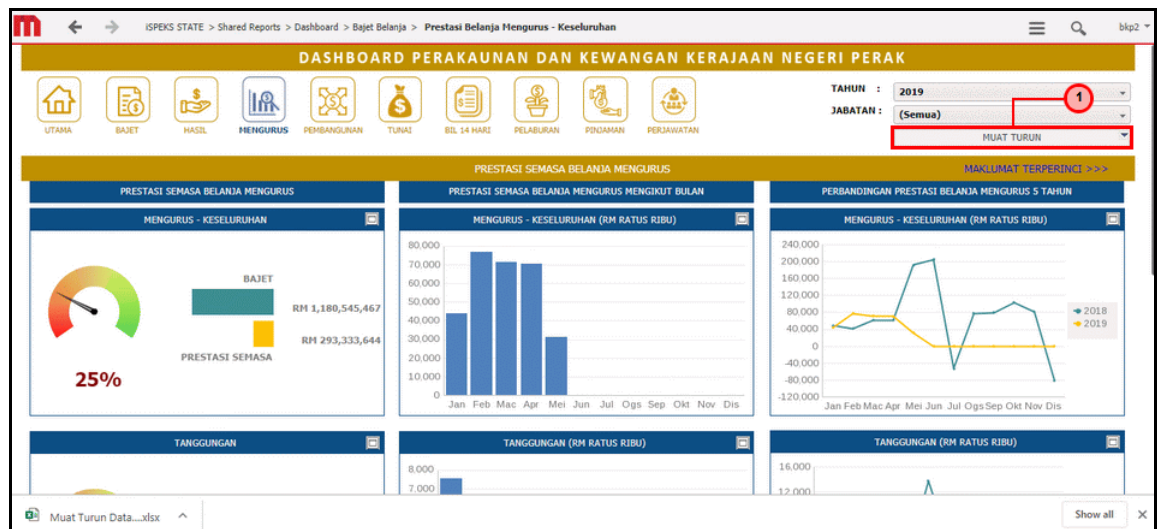 iSPEKS STATE > Shared Reports > Dashboard > Bajet Belanja > Prestasi Belanja Mengurus - Keseluruhan
bkp2
DASHBOARD PERAKAUNAN DAN KEWANGAN KERAJAAN NEGERI PERAK
UTAMA
BAJET
HASIL
MENGURUS
PEMBANGUNAN
TUNAI
BIL 14 HARI
PELABURAN
PINJAMAN
PERJAWATAN
TAHUN :
2019
1
JABATAN :
(Semua)
MUAT TURUN
PRESTASI SEMASA BELANJA MENGURUS
MAKLUMAT TERPERINCI >>>
PRESTASI SEMASA BELANJA MENGURUS
MENGURUS - KESELURUHAN
BAJET
RM 1,180,545,467
RM 293,333,644
PRESTASI SEMASA
25%
PRESTASI SEMASA BELANJA MENGURUS MENGIKUT BULAN
MENGURUS - KESELURUHAN (RM RATUS RIBU)
80,000
70,000
60,000
50,000
40,000
30,000
20,000
10,000
0
Jan Feb Mac Apr Mei Jun Jul Ogs Sep Okt Nov Dis
PERBANDINGAN PRESTASI BELANJA MENGURUS 5 TAHUN
MENGURUS - KESELURUHAN (RM RATUS RIBU)
240,000
200,000
160,000
120,000
80,000
40,000
0
-40,000
-80,000
-120,000
Jan Feb Mac Apr Mei Jun Jul Ogs Sep Okt Nov Dis
2018
2019
TANGGUNGAN
TANGGUNGAN (RM RATUS RIBU)
8,000
7,000
TANGGUNGAN (RM RATUS RIBU)
16,000
12,000
Muat Turun Data....xlsx
Show all